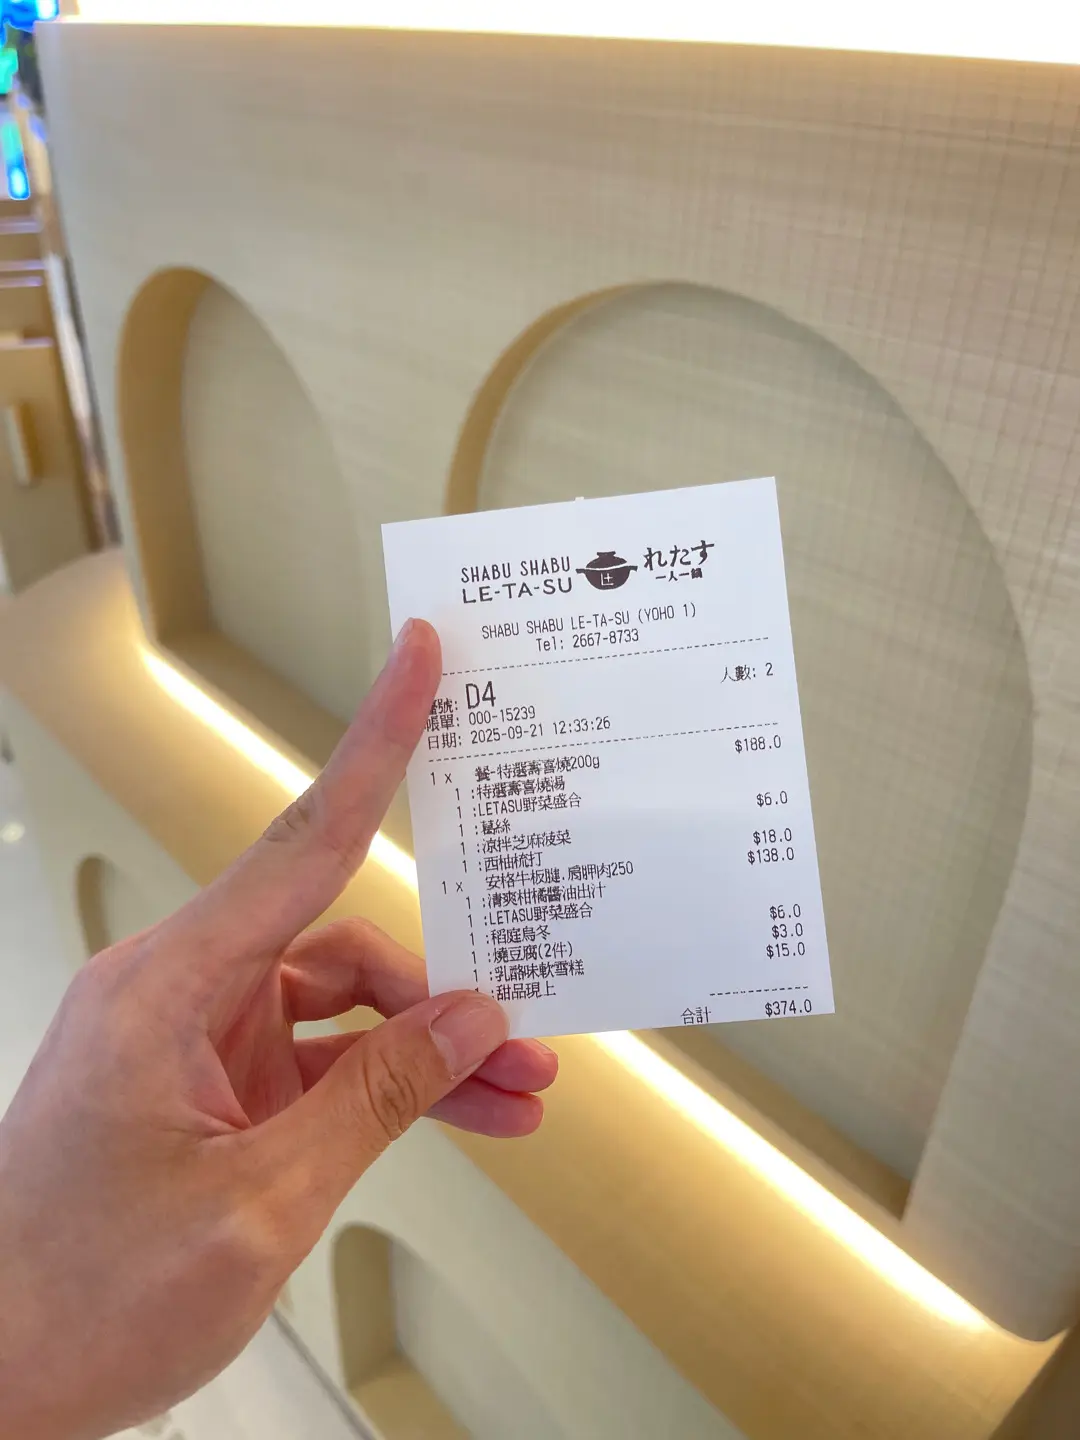 SHABU SHABU
LE-TA-SU
れたす
一人一鍋
SHABU SHABU LE-TA-SU (YOHO 1)
Tel: 2667-8733
號: D4
人數: 2
帳單: 000-15239
日期: 2025-09-21 12:33:26
1 x 餐-特選壽喜燒200g $188.0
1 :特選壽喜燒湯
1 :LETASU野菜盛合
1 :葛絲 $6.0
1 :涼拌芝麻菠菜
1 :西柚梳打 $18.0
1 x 安格牛板腱.肩胛肉250 $138.0
1 :清爽柑橘醬油出汁
1 :LETASU野菜盛合
1 :稻庭烏冬 $6.0
1 :燒豆腐(2件) $3.0
1 :乳酪味軟雪糕 $15.0
1 :甜品現上
合計 $374.0